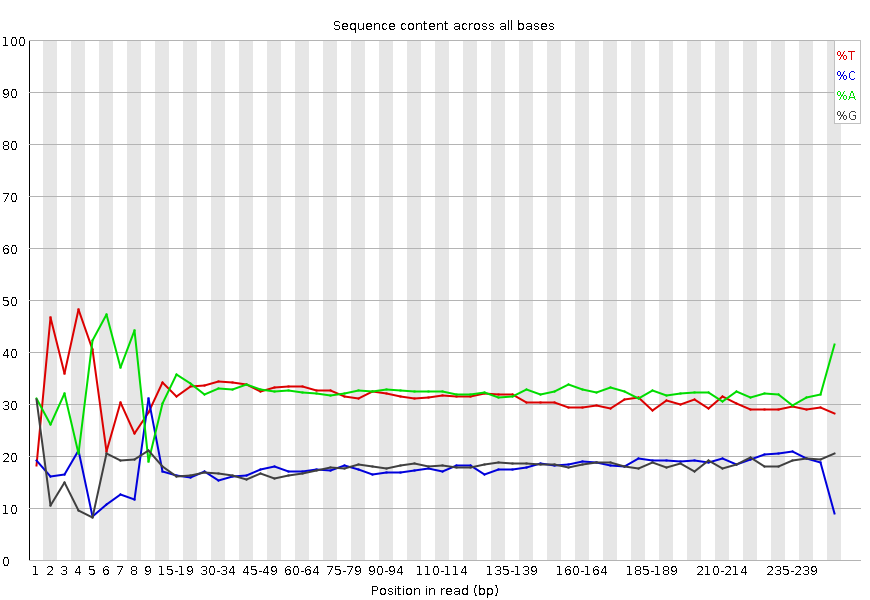 Sequence content across all bases
100
90
80
70
60
50
40
30
20
10
0
%T
%C
%A
%G
1 2 3 4 5 6 7 8 9 15-19 30-34 45-49 60-64 75-79 90-94 110-114 135-139 160-164 185-189 210-214 235-239
Position in read (bp)